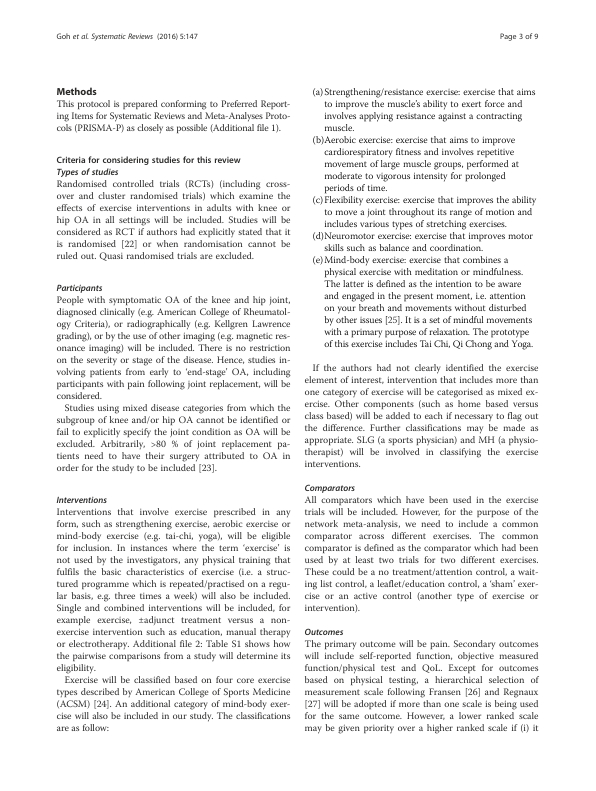 Goh et al. Systematic Reviews (2016) 5:147
Page 3 of 9
Methods
This protocol is prepared conforming to Preferred Report-
ing Items for Systematic Reviews and Meta-Analyses Proto-
cols (PRISMA-P) as closely as possible (Additional file 1).
Criteria for considering studies for this review
Types of studies
Randomised controlled trials (RCTs) (including cross-
over and cluster randomised trials) which examine the
effects of exercise interventions in adults with knee or
hip OA in all settings will be included. Studies will be
considered as RCT if authors had explicitly stated that it
is randomised [22] or when randomisation cannot be
ruled out. Quasi randomised trials are excluded.
Participants
People with symptomatic OA of the knee and hip joint,
diagnosed clinically (e.g. American College of Rheumatol-
ogy Criteria), or radiographically (e.g. Kellgren Lawrence
grading), or by the use of other imaging (e.g. magnetic res-
onance imaging) will be included. There is no restriction
on the severity or stage of the disease. Hence, studies in-
volving patients from early to 'end-stage' OA, including
participants with pain following joint replacement, will be
considered.
Studies using mixed disease categories from which the
subgroup of knee and/or hip OA cannot be identified or
fail to explicitly specify the joint condition as OA will be
excluded. Arbitrarily, >80 % of joint replacement pa-
tients need to have their surgery attributed to OA in
order for the study to be included [23].
Interventions
Interventions that involve exercise prescribed in any
form, such as strengthening exercise, aerobic exercise or
mind-body exercise (e.g. tai-chi, yoga), will be eligible
for inclusion. In instances where the term 'exercise' is
not used by the investigators, any physical training that
fulfils the basic characteristics of exercise (i.e. a struc-
tured programme which is repeated/practised on a regu-
lar basis, e.g. three times a week) will also be included.
Single and combined interventions will be included, for
example exercise, ±adjunct treatment versus a non-
exercise intervention such as education, manual therapy
or electrotherapy. Additional file 2: Table S1 shows how
the pairwise comparisons from a study will determine its
eligibility.
Exercise will be classified based on four core exercise
types described by American College of Sports Medicine
(ACSM) [24]. An additional category of mind-body exer-
cise will also be included in our study. The classifications
are as follow:
(a) Strengthening/resistance exercise: exercise that aims
to improve the muscle's ability to exert force and
involves applying resistance against a contracting
muscle.
(b) Aerobic exercise: exercise that aims to improve
cardiorespiratory fitness and involves repetitive
movement of large muscle groups, performed at
moderate to vigorous intensity for prolonged
periods of time.
(c) Flexibility exercise: exercise that improves the ability
to move a joint throughout its range of motion and
includes various types of stretching exercises.
(d) Neuromotor exercise: exercise that improves motor
skills such as balance and coordination.
(e) Mind-body exercise: exercise that combines a
physical exercise with meditation or mindfulness.
The latter is defined as the intention to be aware
and engaged in the present moment, i.e. attention
on your breath and movements without disturbed
by other issues [25]. It is a set of mindful movements
with a primary purpose of relaxation. The prototype
of this exercise includes Tai Chi, Qi Chong and Yoga.
If the authors had not clearly identified the exercise
element of interest, intervention that includes more than
one category of exercise will be categorised as mixed ex-
ercise. Other components (such as home based versus
class based) will be added to each if necessary to flag out
the difference. Further classifications may be made as
appropriate. SLG (a sports physician) and MH (a physio-
therapist) will be involved in classifying the exercise
interventions.
Comparators
All comparators which have been used in the exercise
trials will be included. However, for the purpose of the
network meta-analysis, we need to include a common
comparator across different exercises. The common
comparator is defined as the comparator which had been
used by at least two trials for two different exercises.
These could be a no treatment/attention control, a wait-
ing list control, a leaflet/education control, a 'sham' exer-
cise or an active control (another type of exercise or
intervention).
Outcomes
The primary outcome will be pain. Secondary outcomes
will include self-reported function, objective measured
function/physical test and QoL. Except for outcomes
based on physical testing, a hierarchical selection of
measurement scale following Fransen [26] and Regnaux
[27] will be adopted if more than one scale is being used
for the same outcome. However, a lower ranked scale
may be given priority over a higher ranked scale if (i) it